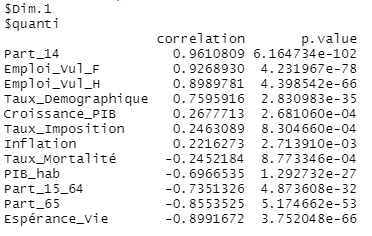 $Dim.1
$quanti
correlation p.value
Part_14 0.9610809 6.164734e-102
Emploi_Vul_F 0.9268930 4.231967e-78
Emploi_Vul_H 0.8989781 4.398542e-66
Taux_Demographique 0.7595916 2.830983e-35
Croissance_PIB 0.2677713 2.681060e-04
Taux_Imposition 0.2463089 8.304660e-04
Inflation 0.2216273 2.713910e-03
Taux_Mortalité -0.2452184 8.773346e-04
PIB_hab -0.6966535 1.292732e-27
Part_15_64 -0.7351326 4.873608e-32
Part_65 -0.8553525 5.174662e-53
Espérance_Vie -0.8991672 3.752048e-66